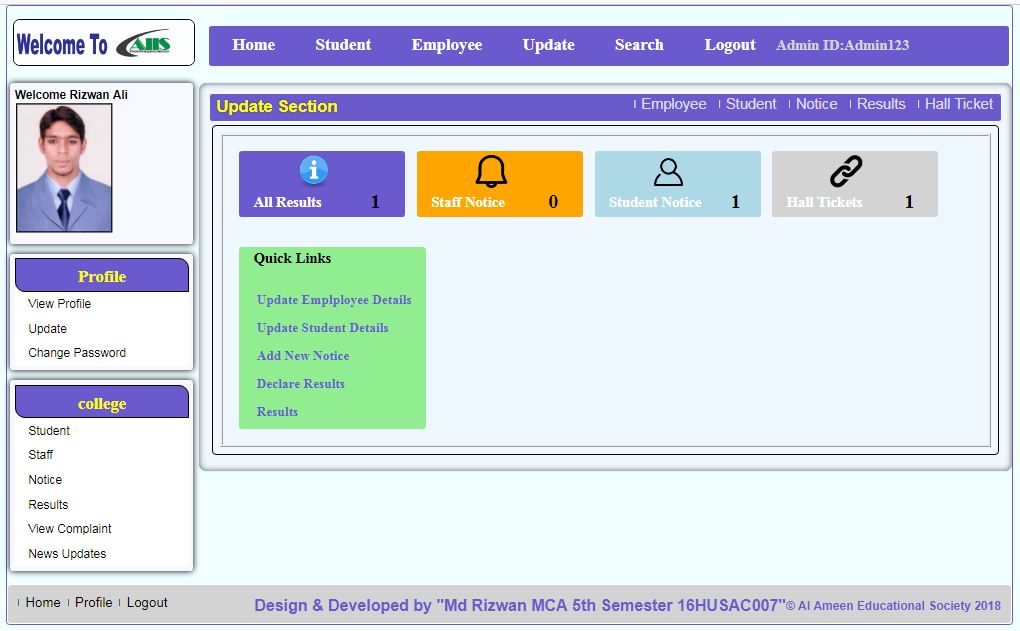 Welcome To AIIS
Home Student Employee Update Search Logout Admin ID:Admin123
Welcome Rizwan Ali
Profile
View Profile
Update
Change Password
college
Student
Staff
Notice
Results
View Complaint
News Updates
Update Section
Employee Student Notice Results Hall Ticket
All Results 1
Staff Notice 0
Student Notice 1
Hall Tickets 1
Quick Links
Update Emplployee Details
Update Student Details
Add New Notice
Declare Results
Results
Home Profile Logout
Design & Developed by "Md Rizwan MCA 5th Semester 16HUSAC007"© Al Ameen Educational Society 2018